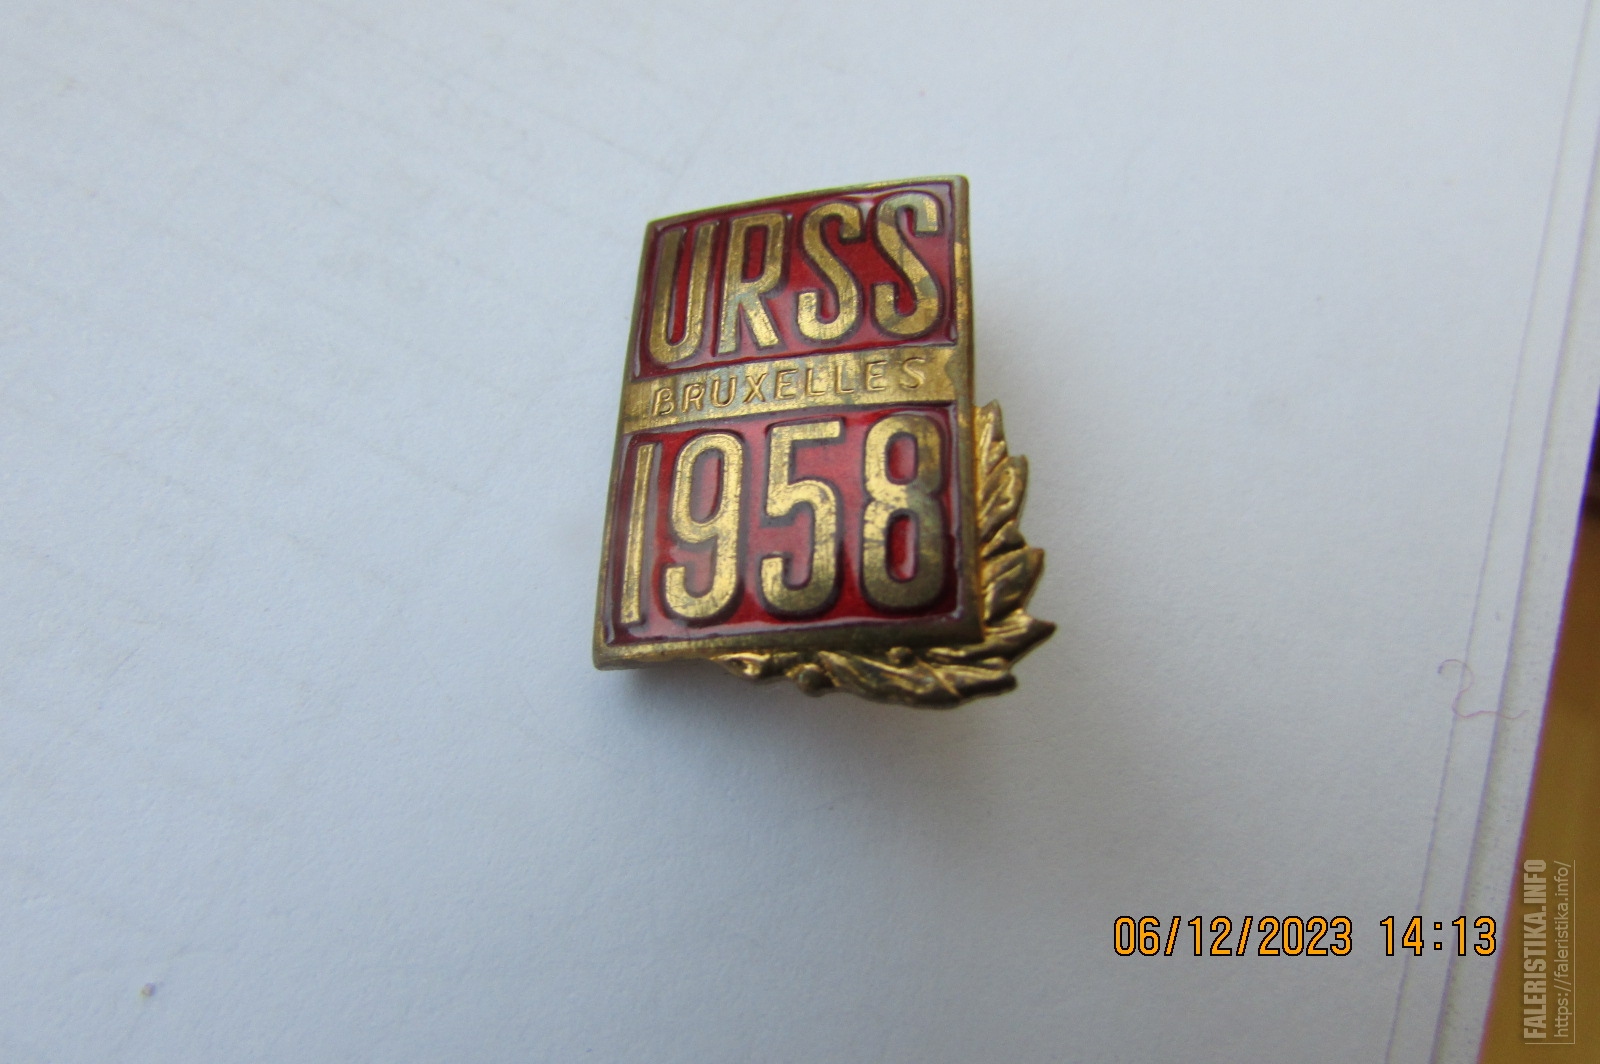 URSS
BRUXELLES
1958
06/12/2023 14:13
FALERISTIKA.INFO
https://faleristika.info/